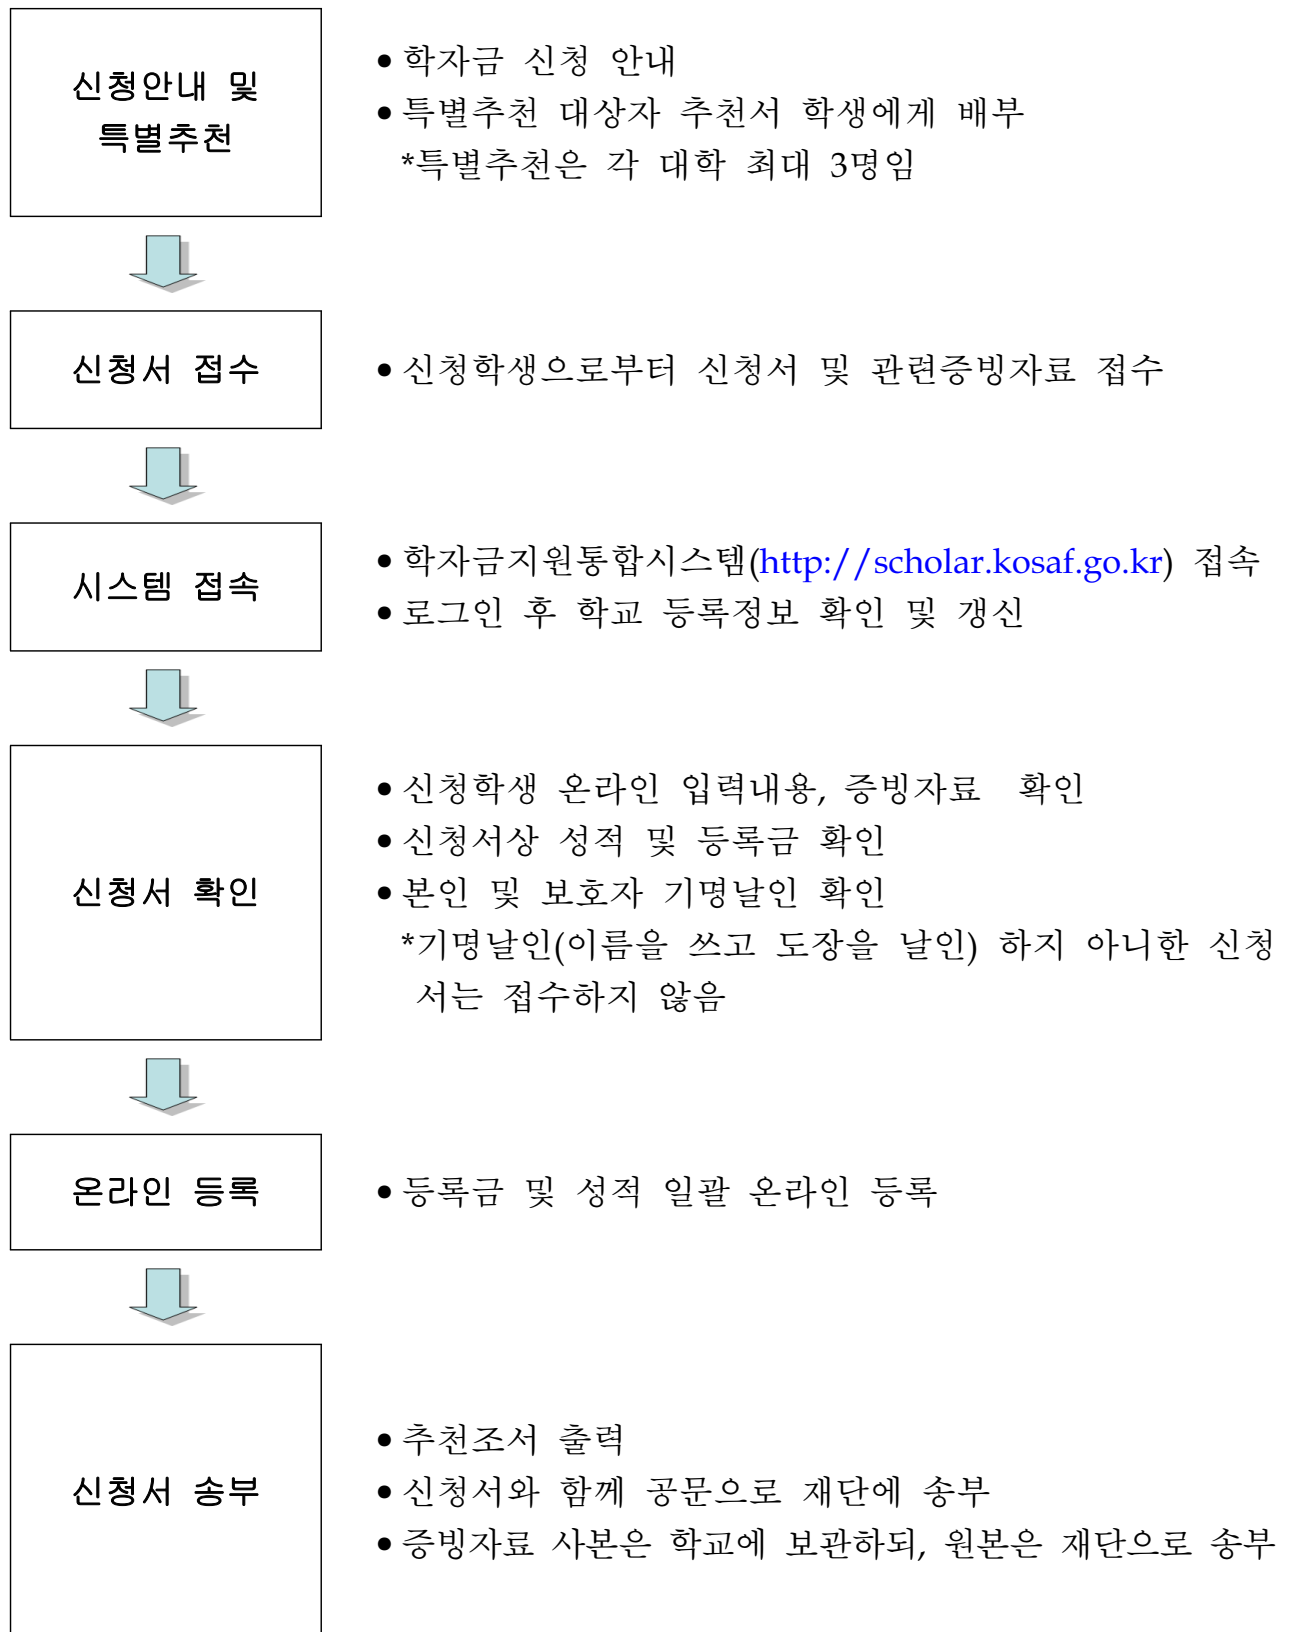 신청안내 및
특별추천
•학자금 신청 안내
•특별추천 대상자 추천서 학생에게 배부
*특별추천은 각 대학 최대 3명임
신청서 접수
•신청학생으로부터 신청서 및 관련증빙자료 접수
시스템 접속
•학자금지원통합시스템(http://scholar.kosaf.go.kr) 접속
•로그인 후 학교 등록정보 확인 및 갱신
신청서 확인
•신청학생 온라인 입력내용, 증빙자료 확인
•신청서상 성적 및 등록금 확인
•본인 및 보호자 기명날인 확인
*기명날인(이름을 쓰고 도장을 날인) 하지 아니한 신청
서는 접수하지 않음
온라인 등록
•등록금 및 성적 일괄 온라인 등록
신청서 송부
•추천조서 출력
•신청서와 함께 공문으로 재단에 송부
•증빙자료 사본은 학교에 보관하되, 원본은 재단으로 송부